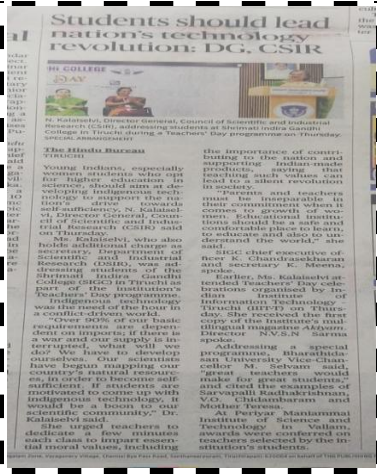 Students should lead
nation's technology
revolution: DG, CSIR
HI COLLEGE
DAY
N. Kalaiselvi, Director General, Council of Scientific and Industrial
Research (CSIR), addressing students at Shrimati Indira Gandhi
College in Tiruchi during a Teachers' Day programme on Thursday.
SPECIAL ARRANGEMENT
The Hindu Bureau
TIRUCHI
Young Indians, especially
women students who opt
for higher education in
science, should aim at de-
veloping indigenous tech-
nology to support the na-
tion's drive towards
self-sufficiency, N. Kalaisel-
vi, Director General, Coun-
cil of Scientific and Indus-
trial Research (CSIR) said
on Thursday.
Ms. Kalaiselvi, who also
holds additional charge as
Secretary, Department of
Scientific and Industrial
Research (DSIR), was ad-
dressing students of the
Shrimati Indira Gandhi
College (SIGC) in Tiruchi as
part of the institution's
Teachers' Day programme.
Indigenous technology
was the need of the hour in
a conflict-driven world.
"Over 90% of our basic
requirements are depen-
dent on imports; if there is
a war and our supply is in-
terrupted, what will we
do? We have to develop
ourselves. Our scientists
have begun mapping our
country's natural resourc-
es, in order to become self-
sufficient. If students are
motivated to come up with
indigenous technology, it
would be a boon to our
scientific community," Dr.
Kalaiselvi said.
She urged teachers to
dedicate a few minutes
each class to impart essen-
tial moral values, including
the importance of contri-
buting to the nation and
supporting Indian-made
products, saying that
teaching such values can
lead to a silent revolution
in society.
"Parents and teachers
must be inseparable in
their commitment when it
comes to growth of wo-
men. Educational institu-
tions should be a safe and
comfortable place to learn,
to educate and also to un-
derstand the world," she
said.
SIGC chief executive of-
ficer K. Chandrasekharan
and secretary K. Meena,
spoke.
Earlier, Ms. Kalaiselvi at-
tended Teachers' Day cele-
brations organised by In-
dian Institute of
Information Technology -
Tiruchi (IIIT-T) on Thurs-
day. She received the first
copy of the Institute's mul-
tilingual magazine
Director N.V.S.N Sarma
spoke.
Addressing a special
programme, Bharathida-
san University Vice-Chan-
cellor M. Selvam said,
"great teachers would
make for great students,"
and cited the examples of
Sarvapalli Radhakrishnan,
V.O. Chidambaram and
Mother Teresa.
At Periyar Maniammai
Institute of Science and
Technology in Vallam,
awards were conferred on
teachers selected by the in-
stitution's students.